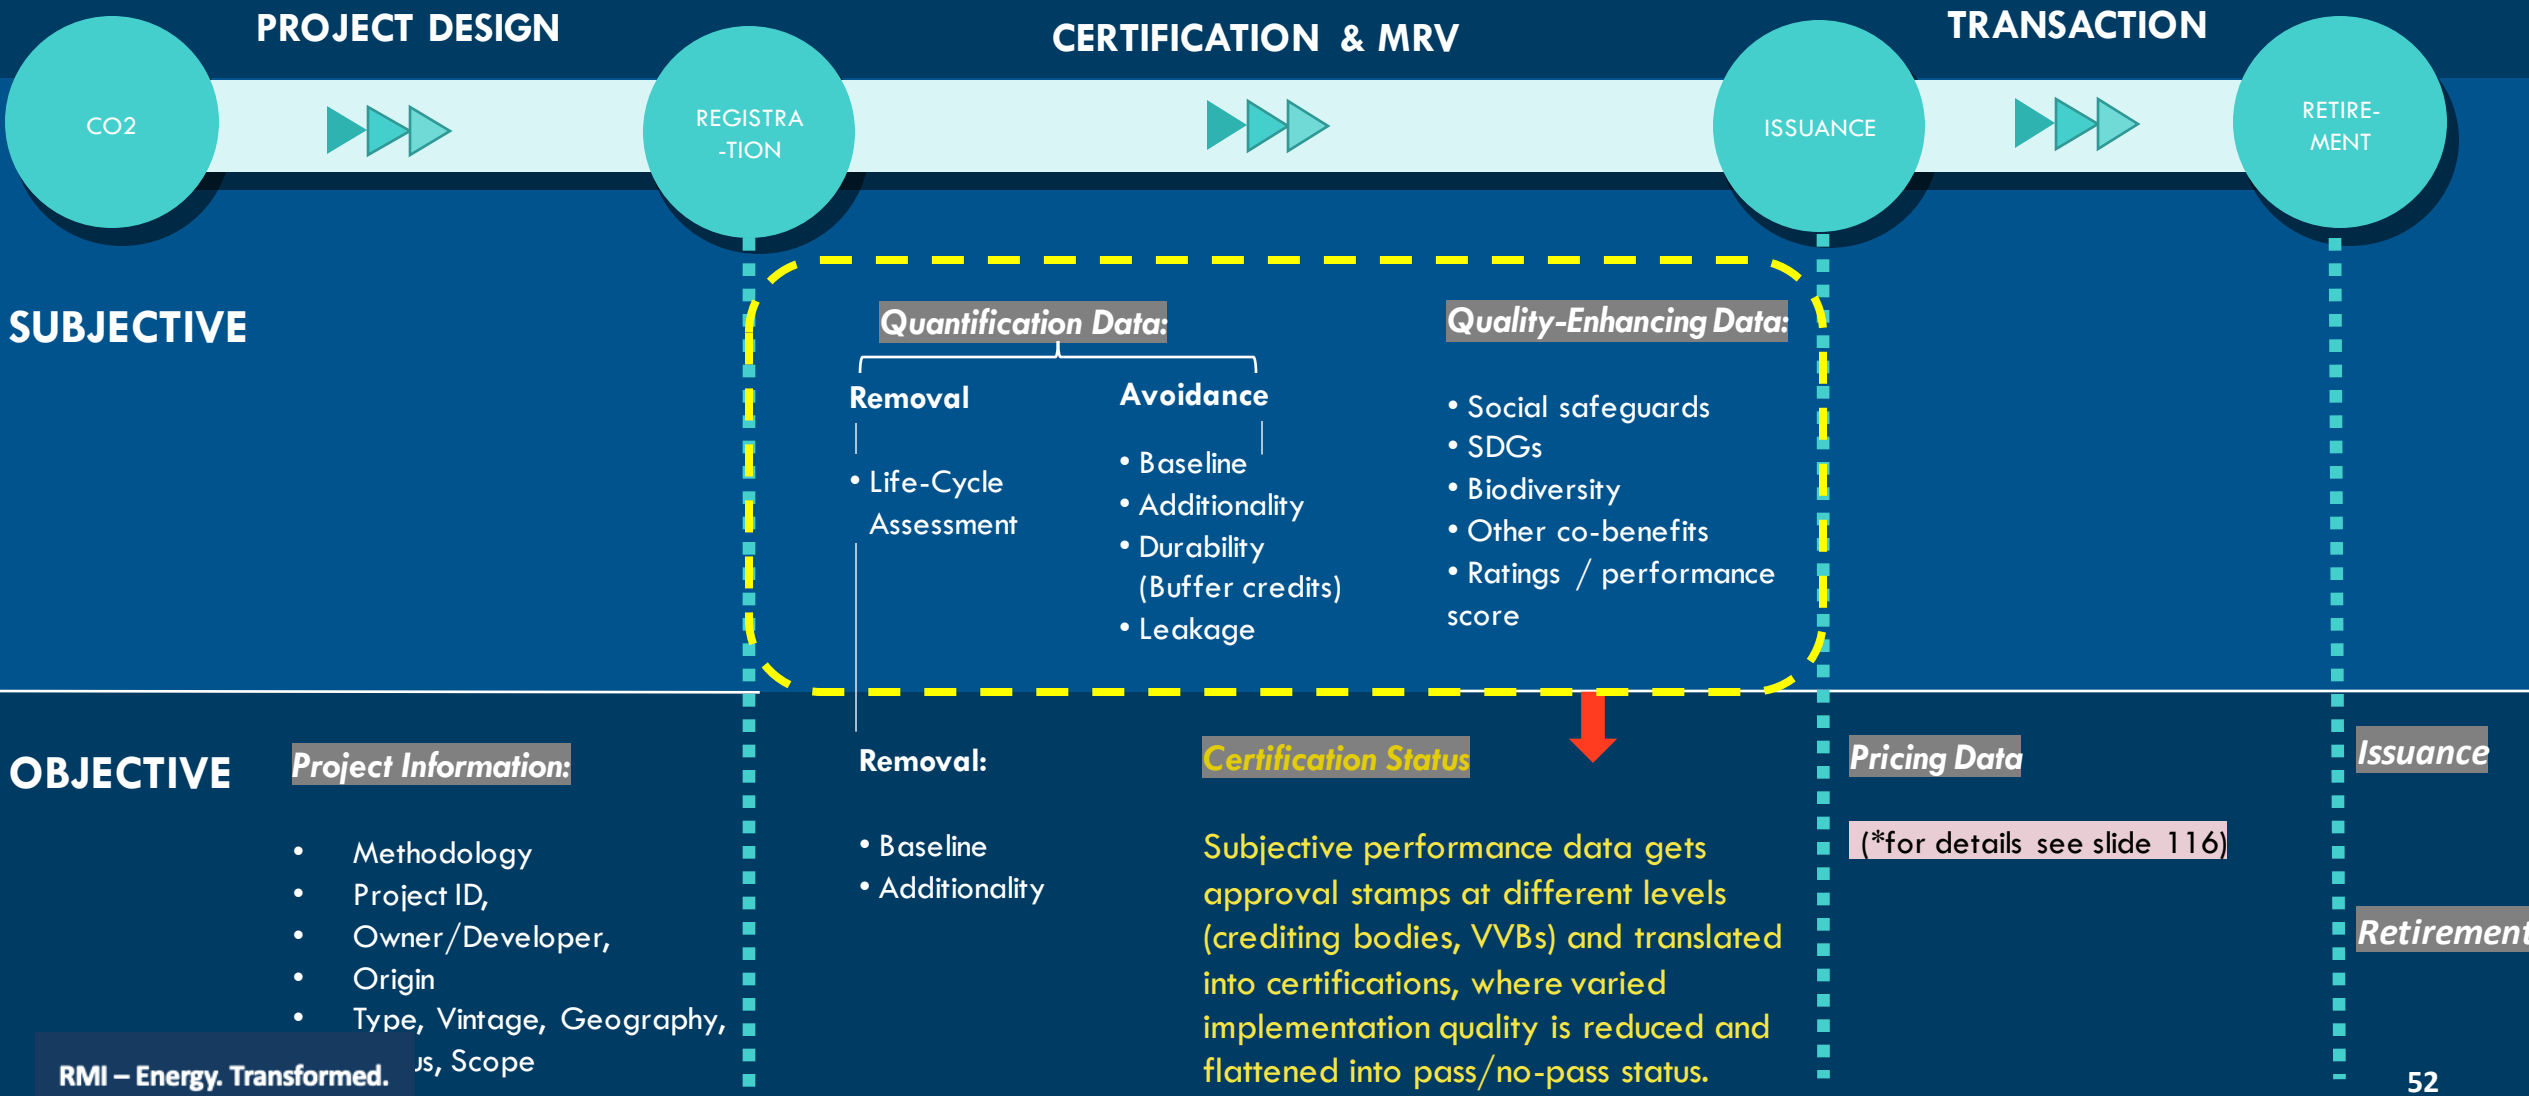 PROJECT DESIGN
CERTIFICATION & MRV
TRANSACTION
CO2
REGISTRA
-TION
ISSUANCE
RETIRE-
MENT
SUBJECTIVE
Quantification Data:
Removal
• Life-Cycle
Assessment
Avoidance
• Baseline
• Additionality
• Durability
(Buffer credits)
• Leakage
Quality-Enhancing Data:
• Social safeguards
• SDGs
• Biodiversity
• Other co-benefits
• Ratings / performance
score
OBJECTIVE
Project Information:
• Methodology
• Project ID,
• Owner/Developer,
• Origin
• Type, Vintage, Geography,
us, Scope
Removal:
• Baseline
• Additionality
Certification Status
Subjective performance data gets
approval stamps at different levels
(crediting bodies, VVBs) and translated
into certifications, where varied
implementation quality is reduced and
flattened into pass/no-pass status.
Pricing Data
(*for details see slide 116)
Issuance
Retirement
RMI – Energy. Transformed.
52